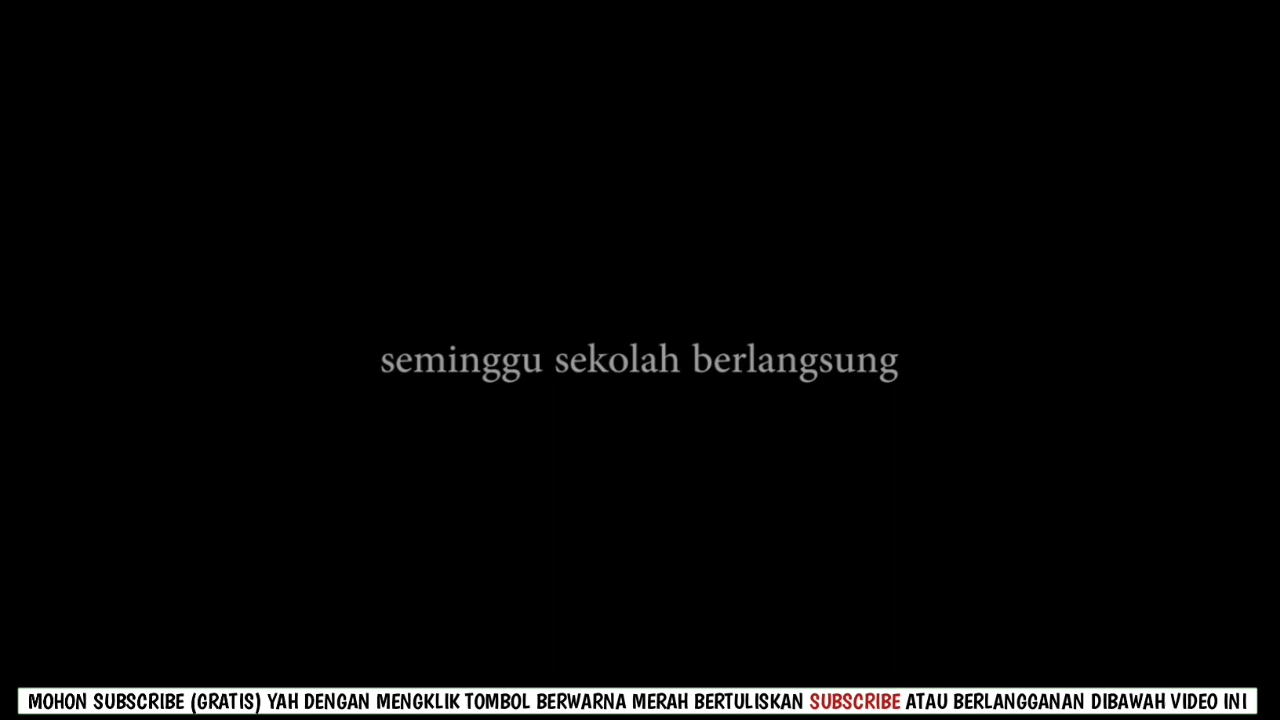 seminggu sekolah berlangsung
MOHON SUBSCRIBE (GRATIS) YAH DENGAN MENGKLIK TOMBOL BERWARNA MERAH BERTULISKAN SUBSCRIBE ATAU BERLANGGANAN DIBAWAH VIDEO INI